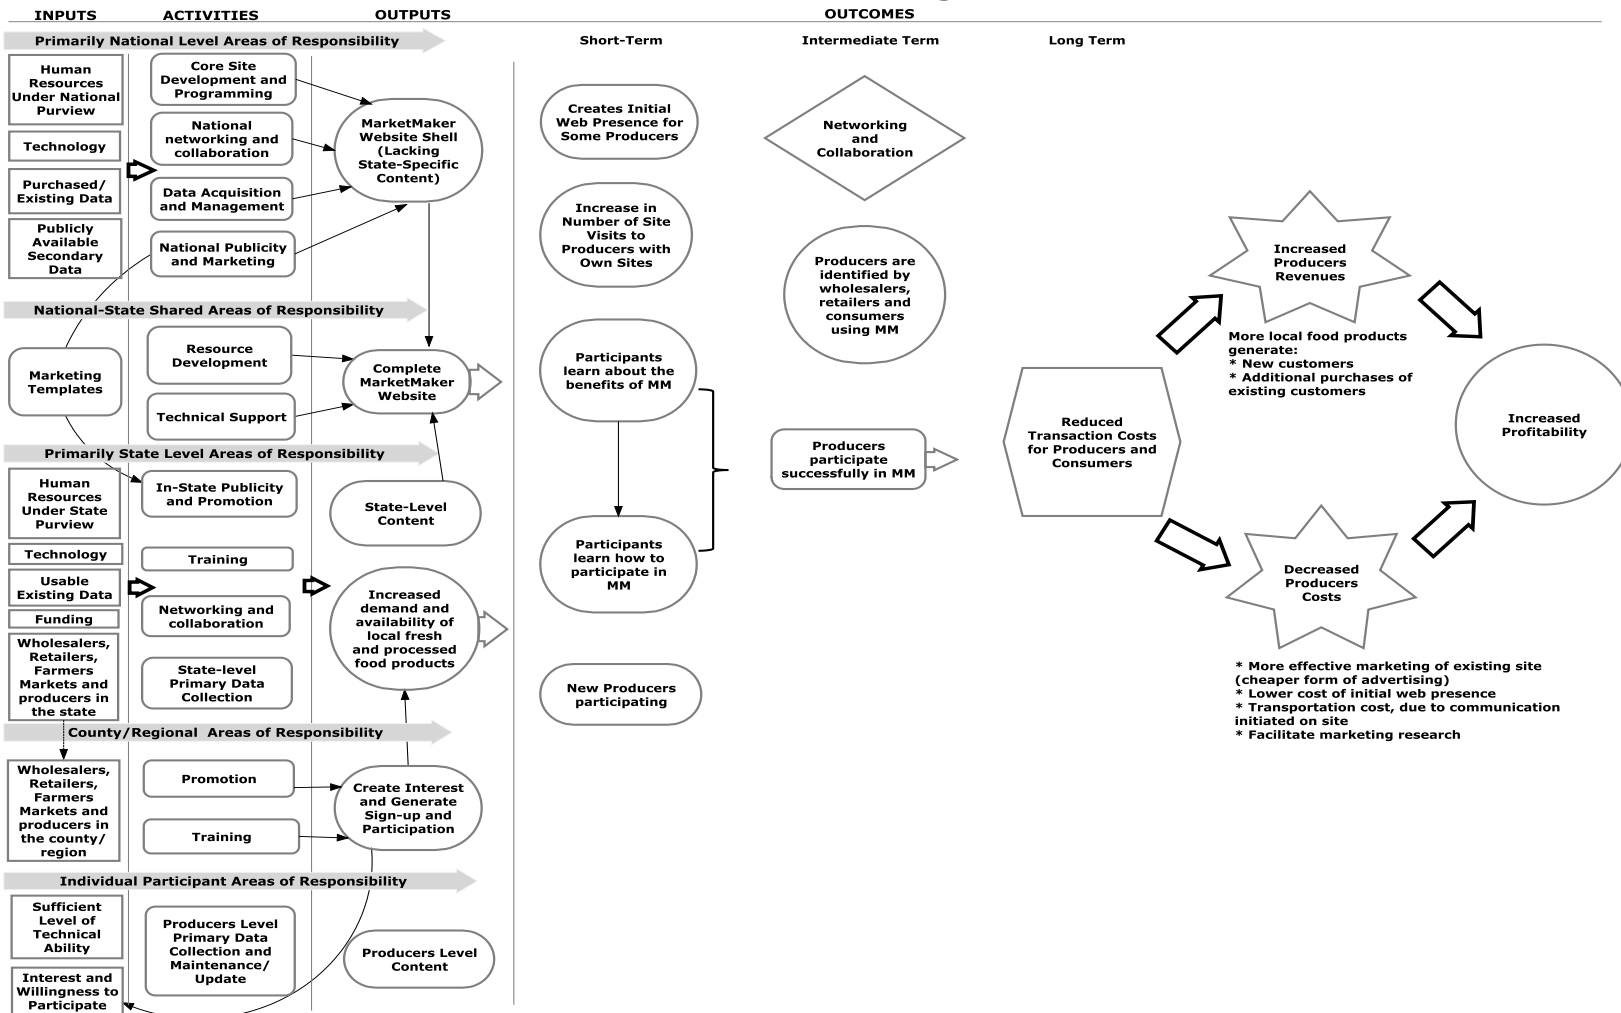 INPUTS
ACTIVITIES
OUTPUTS
OUTCOMES
Primarily National Level Areas of Responsibility
Short-Term
Intermediate Term
Long Term
Human
Resources
Under National
Purview
Technology
Purchased/
Existing Data
Publicly
Available
Secondary
Data
Core Site
Development and
Programming
National
networking and
collaboration
Data Acquisition
and Management
National Publicity
and Marketing
MarketMaker
Website Shell
(Lacking
State-Specific
Content)
National-State Shared Areas of Responsibility
Marketing
Templates
Resource
Development
Technical Support
Complete
MarketMaker
Website
Primarily State Level Areas of Responsibility
Human
Resources
Under State
Purview
Technology
Usable
Existing Data
Funding
Wholesalers,
Retailers,
Farmers
Markets and
producers in
the state
In-State Publicity
and Promotion
Training
Networking and
collaboration
State-level
Primary Data
Collection
State-Level
Content
Increased
demand and
availability of
local fresh
and processed
food products
County/Regional Areas of Responsibility
Wholesalers,
Retailers,
Farmers
Markets and
producers in
the county/
region
Promotion
Training
Create Interest
and Generate
Sign-up and
Participation
Individual Participant Areas of Responsibility
Sufficient
Level of
Technical
Ability
Interest and
Willingness to
Participate
Producers Level
Primary Data
Collection and
Maintenance/
Update
Producers Level
Content
Creates Initial
Web Presence for
Some Producers
Increase in
Number of Site
Visits to
Producers with
Own Sites
Participants
learn about the
benefits of MM
Participants
learn how to
participate in
MM
New Producers
participating
Networking
and
Collaboration
Producers are
identified by
wholesalers,
retailers and
consumers
using MM
Producers
participate
successfully in MM
Reduced
Transaction Costs
for Producers and
Consumers
Increased
Producers
Revenues
More local food products
generate:
* New customers
* Additional purchases of
existing customers
Increased
Profitability
Decreased
Producers
Costs
* More effective marketing of existing site
(cheaper form of advertising)
* Lower cost of initial web presence
* Transportation cost, due to communication
initiated on site
* Facilitate marketing research